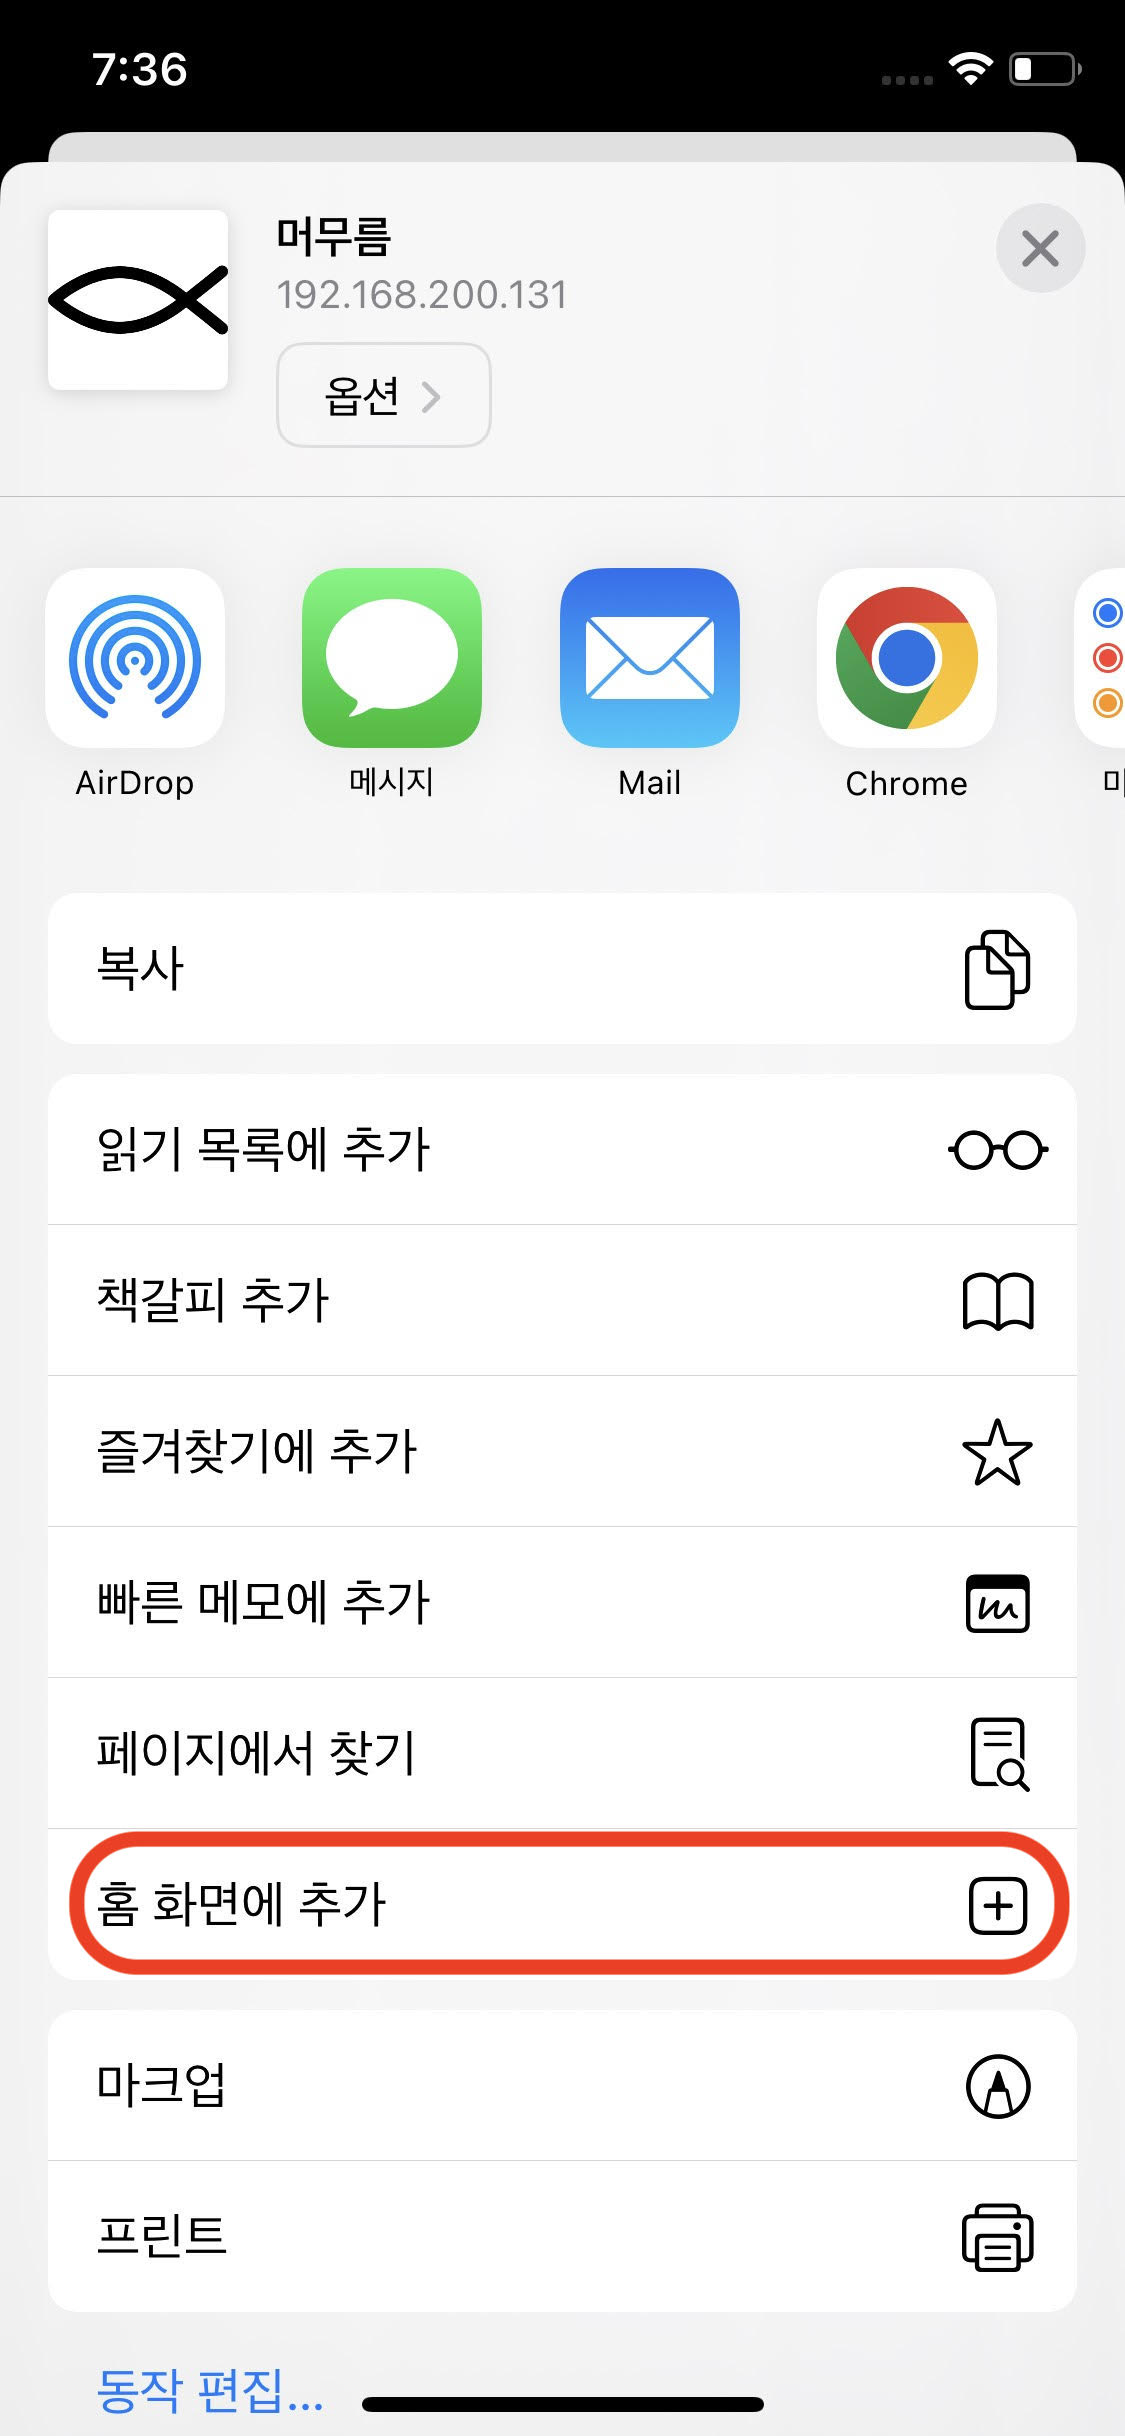 7:36
머무름
192.168.200.131
옵션
AirDrop
메시지
Mail
Chrome
복사
읽기 목록에 추가
책갈피 추가
즐겨찾기에 추가
빠른 메모에 추가
페이지에서 찾기
홈 화면에 추가
마크업
프린트
동작 편집...